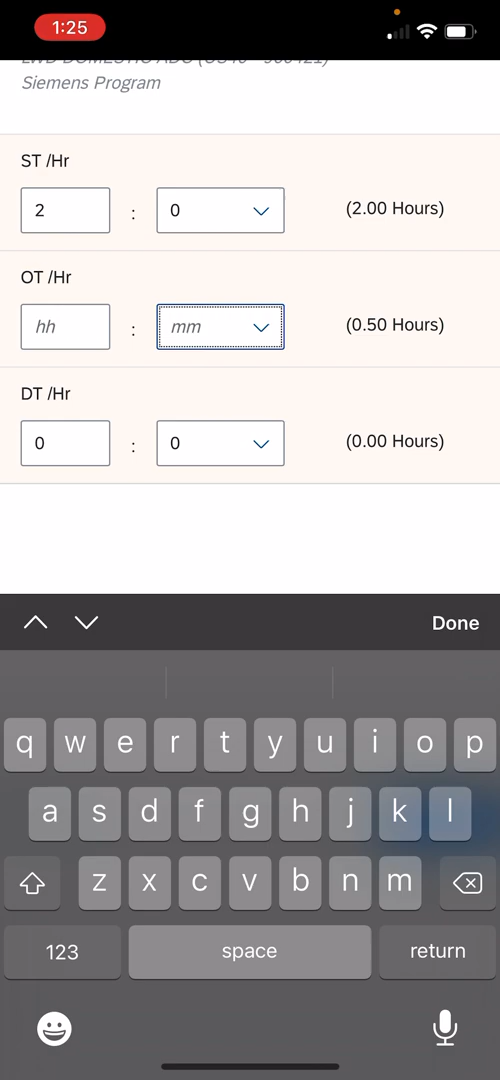 1:25
Siemens Program
ST /Hr
2 : 0 (2.00 Hours)
OT /Hr
hh : mm (0.50 Hours)
DT /Hr
0 : 0 (0.00 Hours)
Done
q w e r t y u i o p
a s d f g h j k l
z x c v b n m
123 space return